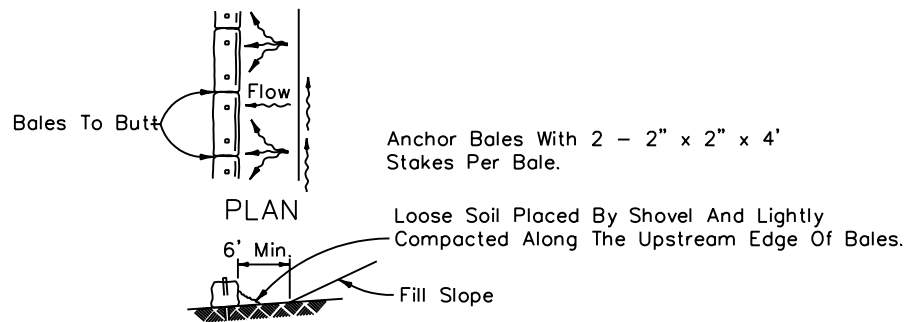 Flow
Bales To Butt
Anchor Bales With 2 - 2" x 2" x 4'
Stakes Per Bale.
PLAN
Loose Soil Placed By Shovel And Lightly
Compacted Along The Upstream Edge Of Bales.
6' Min.
Fill Slope